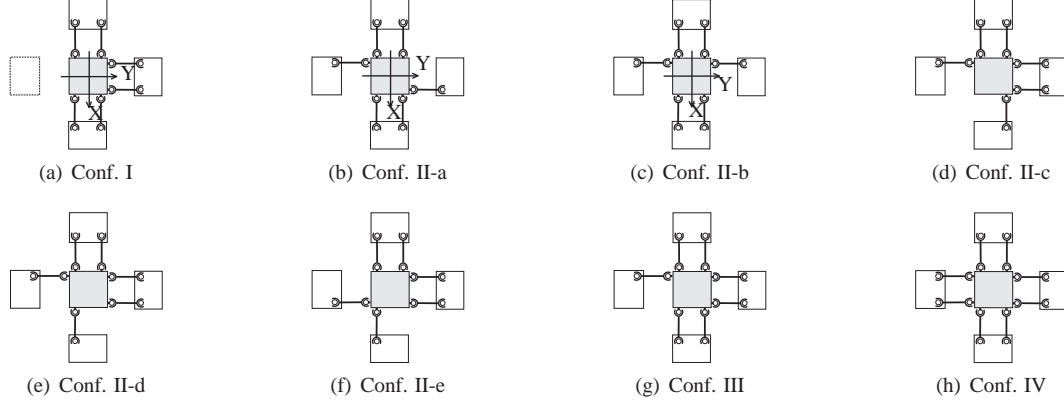 Y
X
Y
X
Y
X
(a) Conf. I
(b) Conf. II-a
(c) Conf. II-b
(d) Conf. II-c
(e) Conf. II-d
(f) Conf. II-e
(g) Conf. III
(h) Conf. IV